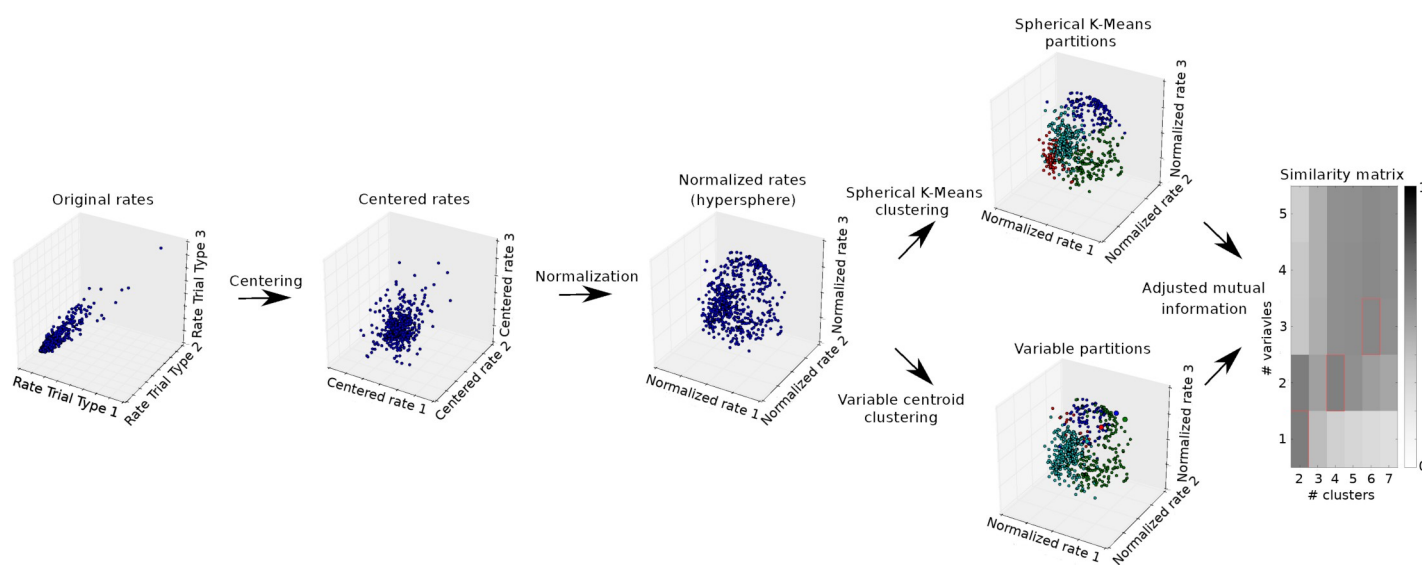 Original rates
Rate Trial Type 1
Rate Trial Type 2
Rate Trial Type 3
Centering
Centered rates
Centered rate 1
Centered rate 2
Centered rate 3
Normalization
Normalized rates
(hypersphere)
Normalized rate 1
Normalized rate 2
Normalized rate 3
Spherical K-Means
clustering
Spherical K-Means
partitions
Normalized rate 1
Normalized rate 2
Normalized rate 3
Variable centroid
clustering
Variable partitions
Normalized rate 1
Normalized rate 2
Normalized rate 3
Adjusted mutual
information
Similarity matrix
# variavles
5
4
3
2
1
2 3 4 5 6 7
# clusters
1
0